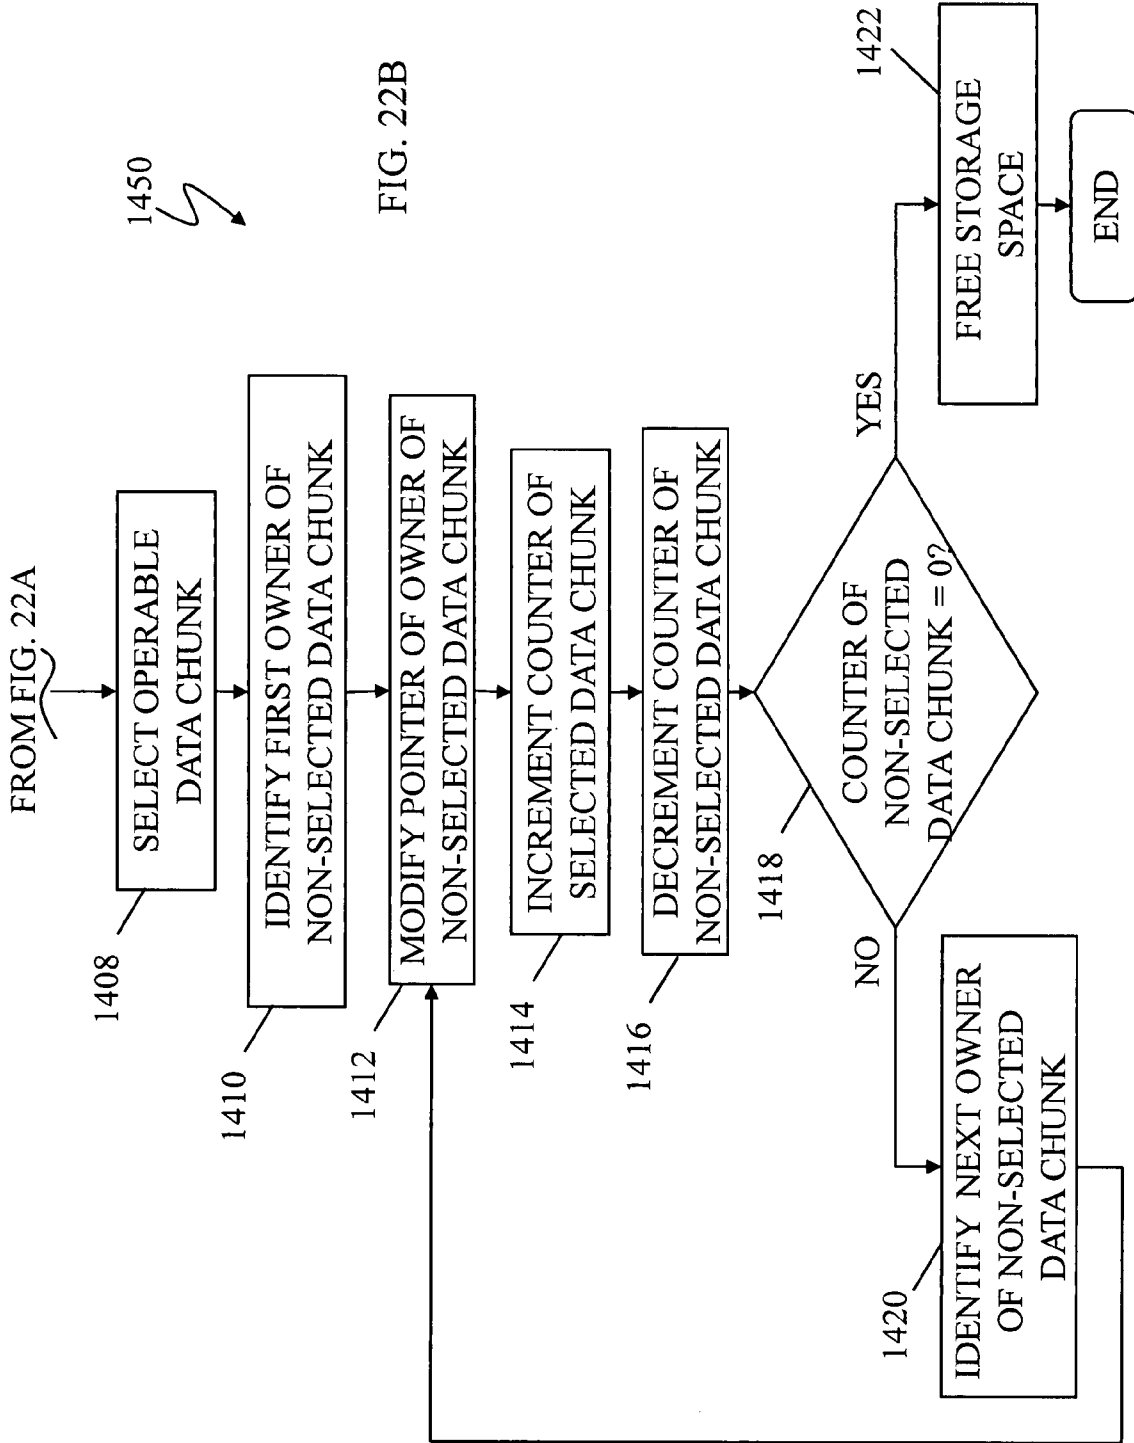 FROM FIG. 22A
1450
FIG. 22B
SELECT OPERABLE
DATA CHUNK
1408
IDENTIFY FIRST OWNER OF
NON-SELECTED DATA CHUNK
1410
MODIFY POINTER OF OWNER OF
NON-SELECTED DATA CHUNK
1412
INCREMENT COUNTER OF
SELECTED DATA CHUNK
1414
DECREMENT COUNTER OF
NON-SELECTED DATA CHUNK
1416
COUNTER OF
NON-SELECTED
DATA CHUNK = 0?
1418
NO
YES
IDENTIFY NEXT OWNER
OF NON-SELECTED
DATA CHUNK
1420
FREE STORAGE
SPACE
1422
END